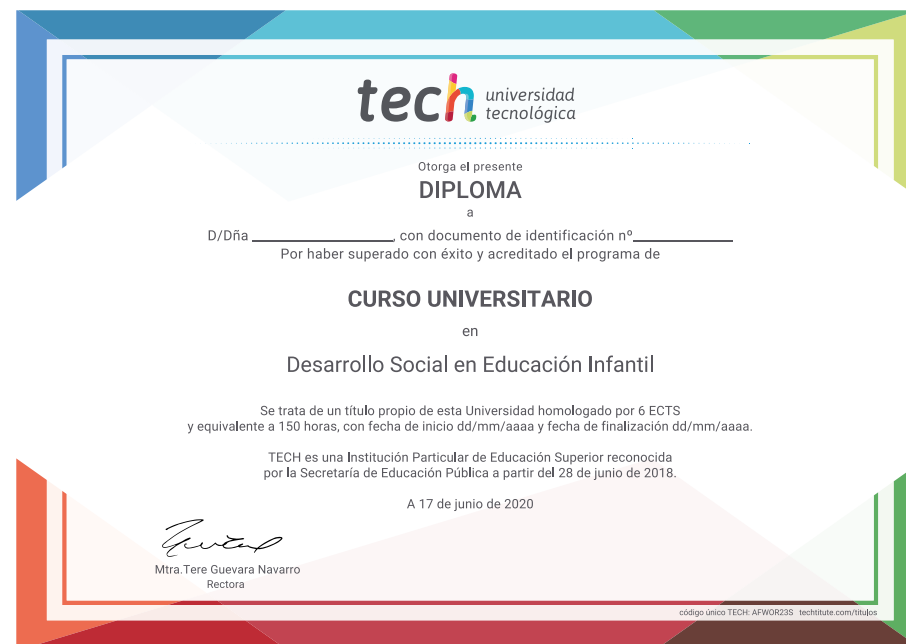 tech universidad
tecnológica
Otorga el presente
DIPLOMA
a
D/Dña ______________, con documento de identificación nº__________
Por haber superado con éxito y acreditado el programa de
CURSO UNIVERSITARIO
en
Desarrollo Social en Educación Infantil
Se trata de un título propio de esta Universidad homologado por 6 ECTS
y equivalente a 150 horas, con fecha de inicio dd/mm/aaaa y fecha de finalización dd/mm/aaaa.
TECH es una Institución Particular de Educación Superior reconocida
por la Secretaría de Educación Pública a partir del 28 de junio de 2018.
A 17 de junio de 2020
Mtra.Tere Guevara Navarro
Rectora
código único TECH: AFWOR23S techtitute.com/titulos